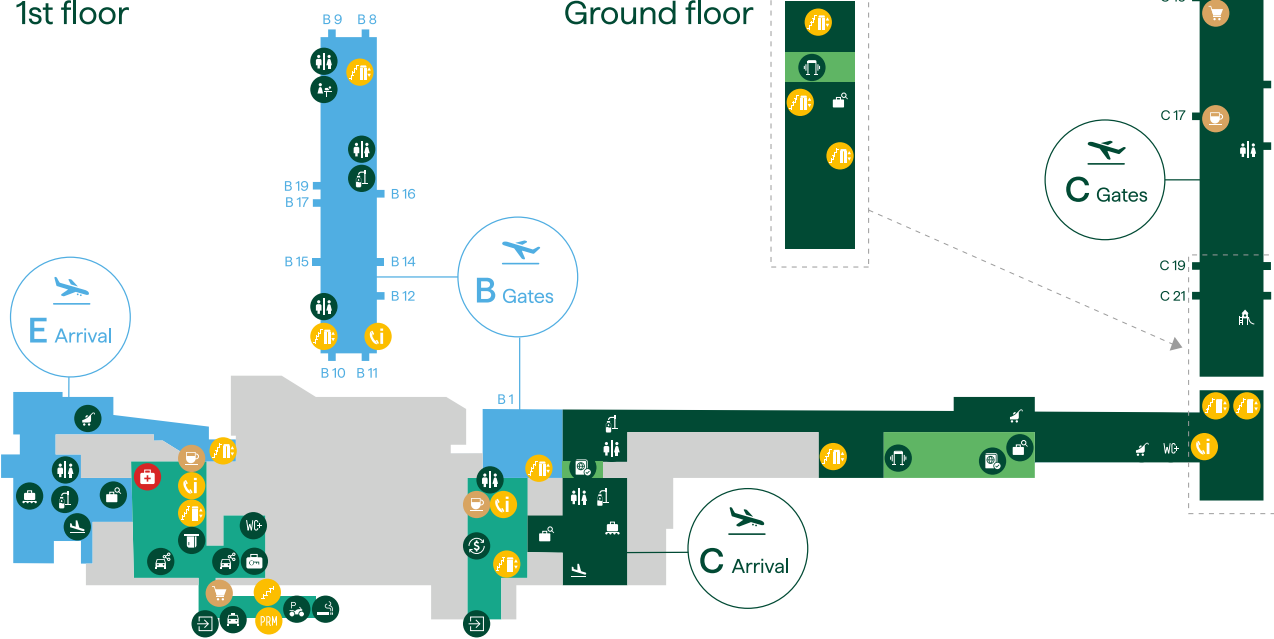 1st floor
Ground floor
B 9
B 8
B 19
B 17
B 16
B 15
B 14
B 12
B 10
B 11
B Gates
E Arrival
B 1
C 17
C Gates
C 19
C 21
WC+
WC+
C Arrival
P
PRM